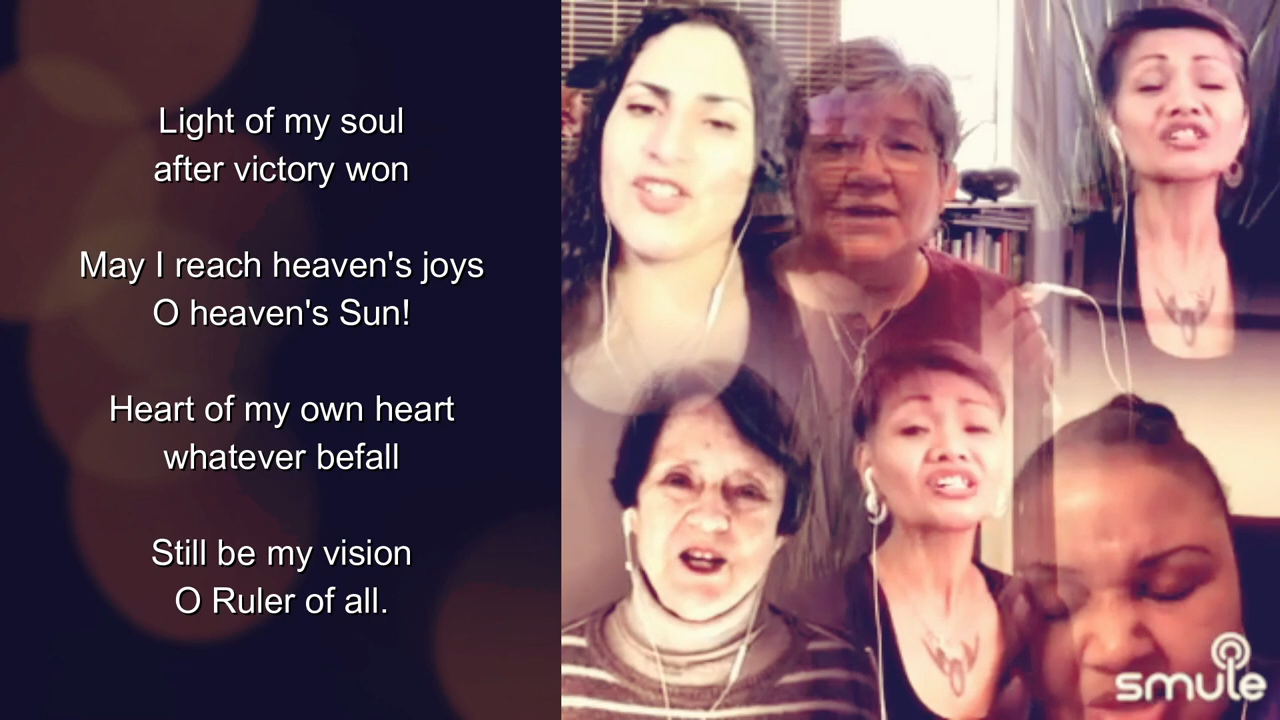 Light of my soul
after victory won
May I reach heaven's joys
O heaven's Sun!
Heart of my own heart
whatever befall
Still be my vision
O Ruler of all.
smule